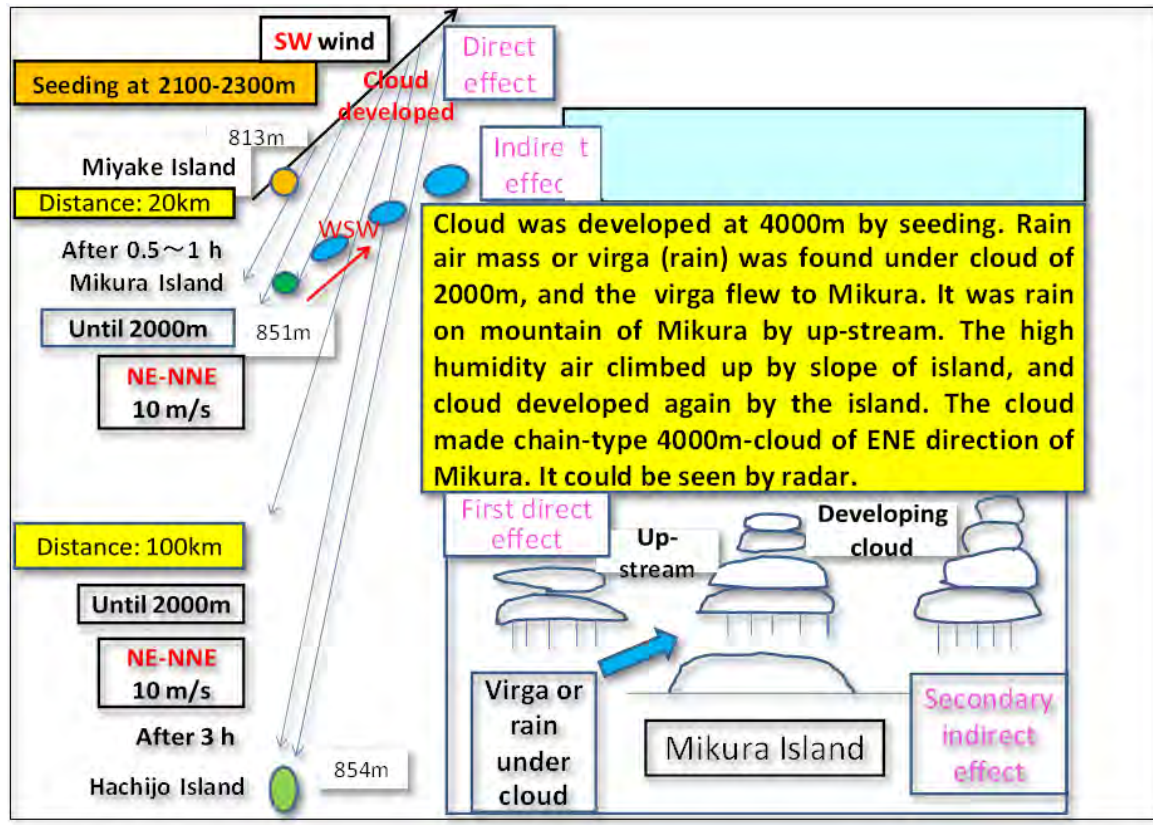 SW wind
Direct
effect
Seeding at 2100-2300m
Cloud
developed
813m
Miyake Island
Indirect
effect
Distance: 20km
WSW
After 0.5～1 h
Mikura Island
Until 2000m
851m
NE-NNE
10 m/s
Cloud was developed at 4000m by seeding. Rain
air mass or virga (rain) was found under cloud of
2000m, and the virga flew to Mikura. It was rain
on mountain of Mikura by up-stream. The high
humidity air climbed up by slope of island, and
cloud developed again by the island. The cloud
made chain-type 4000m-cloud of ENE direction of
Mikura. It could be seen by radar.
Distance: 100km
Until 2000m
NE-NNE
10 m/s
After 3 h
Hachijo Island
854m
First direct
effect
Up-
stream
Developing
cloud
Virga or
rain
under
cloud
Mikura Island
Secondary
indirect
effect